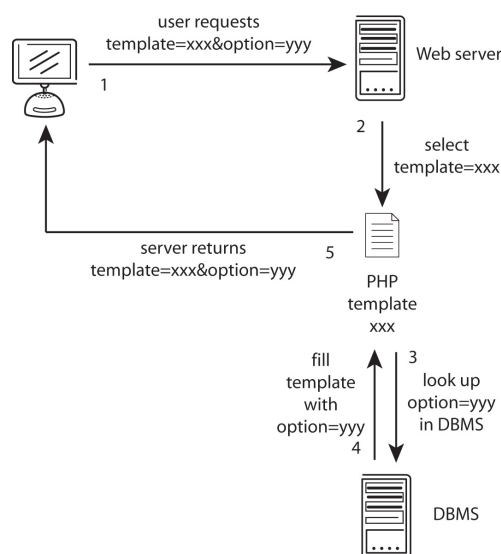 user requests
template=xxx&option=yyy
1
Web server
2
select
template=xxx
server returns
template=xxx&option=yyy
5
PHP
template
xxx
fill
template
with
option=yyy
4
3
look up
option=yyy
in DBMS
DBMS